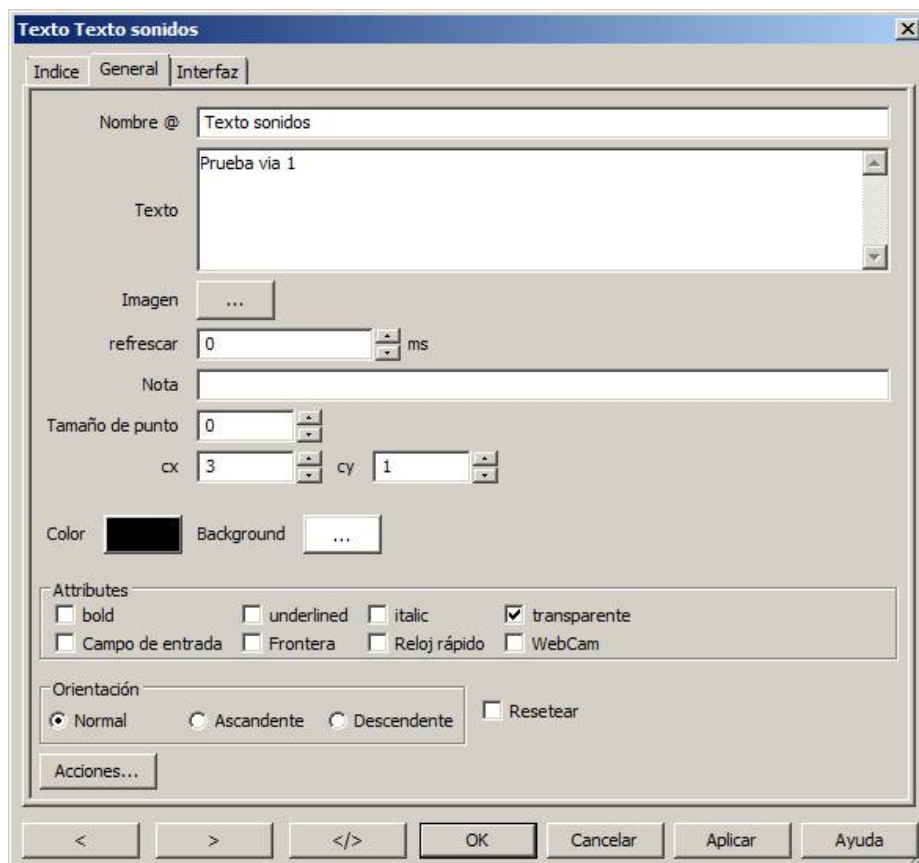 Texto Texto sonidos
Indice General Interfaz
Nombre @ Texto sonidos
Texto Prueba via 1
Imagen ...
refrescar 0 ms
Nota
Tamaño de punto 0
cx 3 cy 1
Color Background ...
Attributes
bold underlined italic transparente
Campo de entrada Frontera Reloj rápido WebCam
Orientación
Normal Ascandente Descendente Resetear
Acciones...
< > </> OK Cancelar Aplicar Ayuda